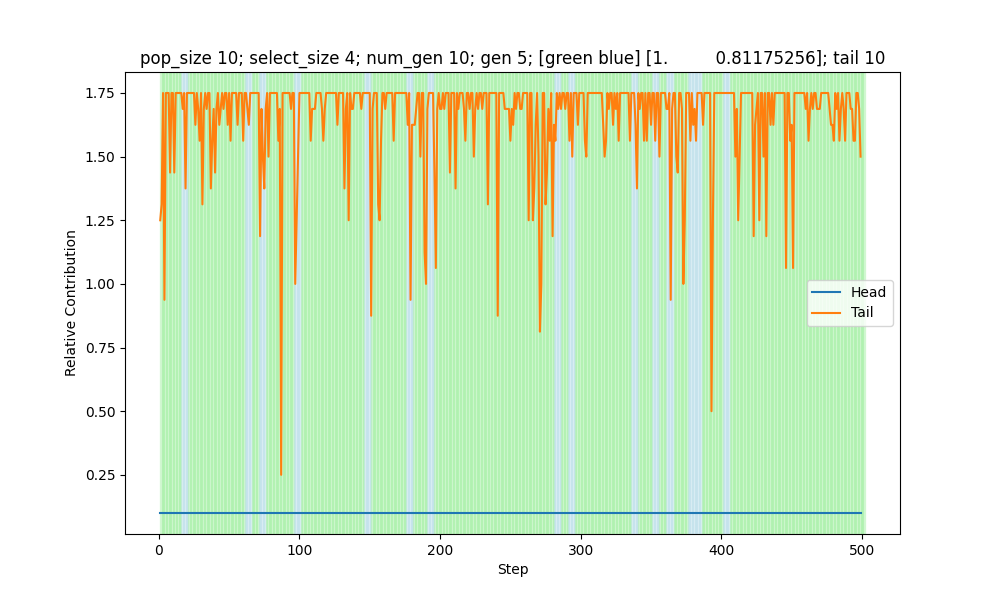 pop_size 10; select_size 4; num_gen 10; gen 5; [green blue] [1.          0.81175256]; tail 10
1.75
1.50
1.25
1.00
0.75
0.50
0.25
Relative Contribution
Head
Tail
0
100
200
300
400
500
Step